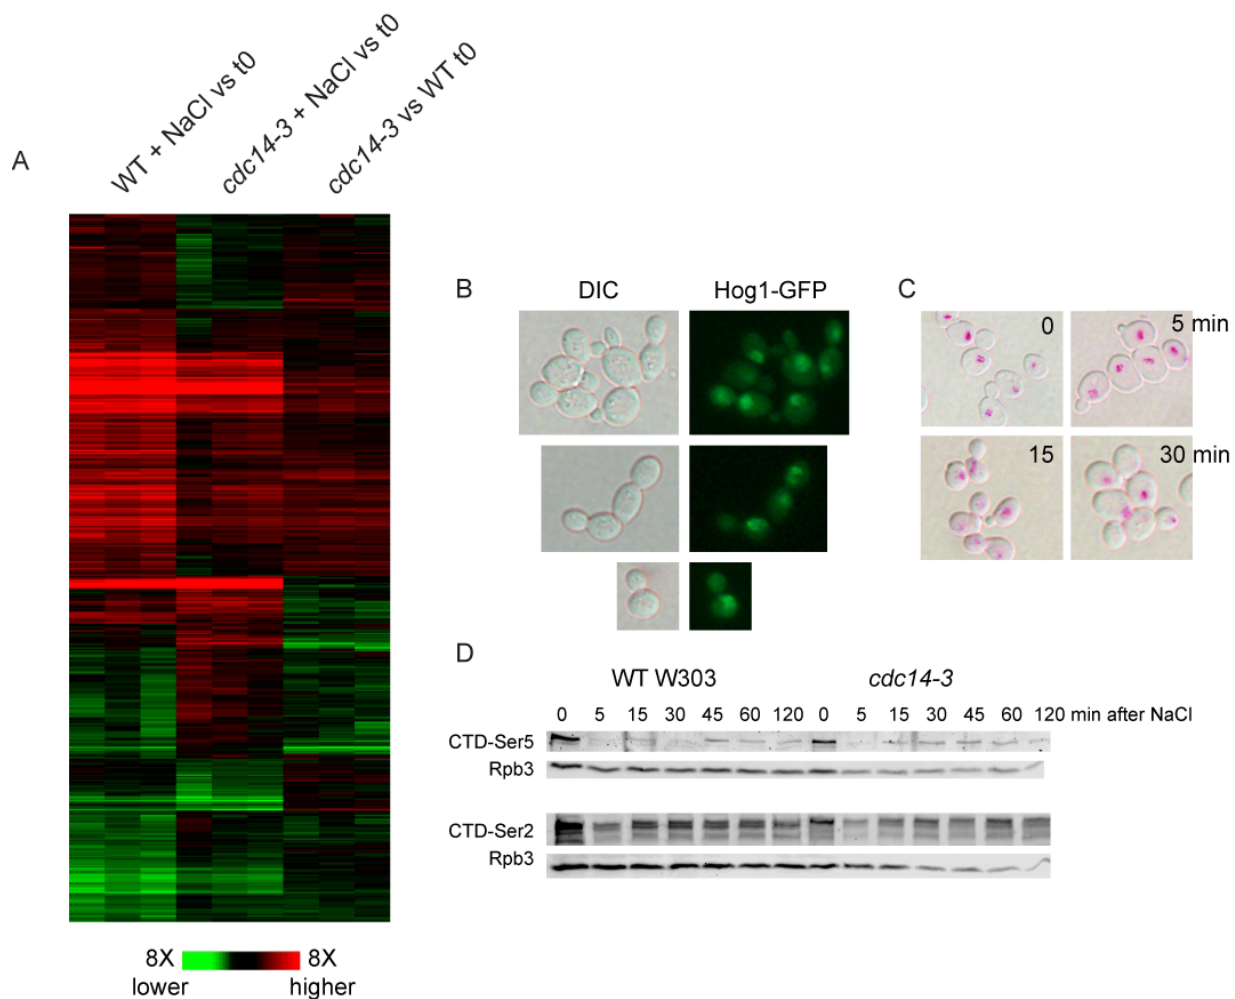 A
WT + NaCl vs t0
cdc14-3 + NaCl vs t0
cdc14-3 vs WT t0
8X 8X
lower higher
B
DIC Hog1-GFP
C
0 5 min
15 30 min
D
WT W303 cdc14-3
0 5 15 30 45 60 120 0 5 15 30 45 60 120 min after NaCl
CTD-Ser5
Rpb3
CTD-Ser2
Rpb3